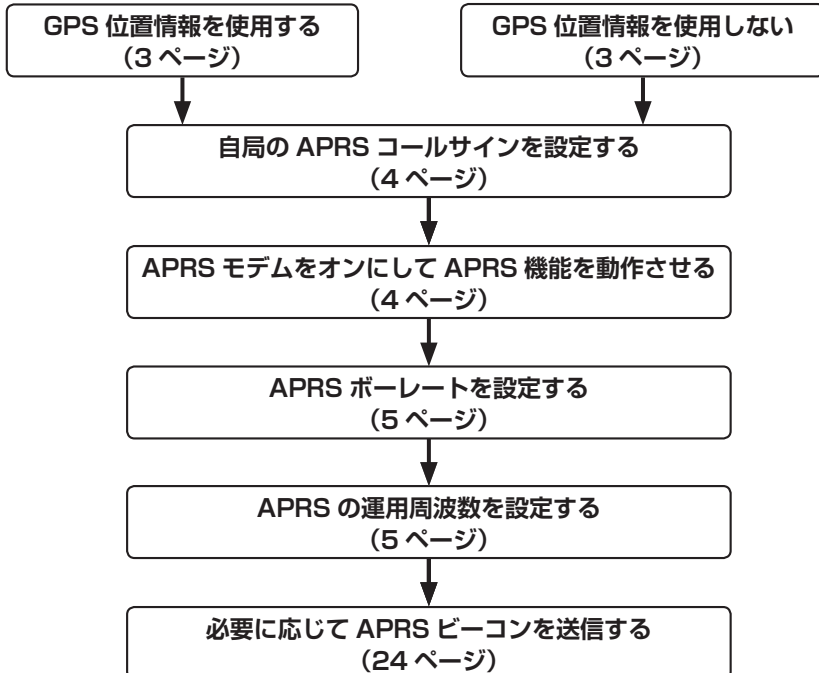 GPS 位置情報を使用する
（3 ページ）
GPS 位置情報を使用しない
（3 ページ）
自局の APRS コールサインを設定する
（4 ページ）
APRS モデムをオンにして APRS 機能を動作させる
（4 ページ）
APRS ボーレートを設定する
（5 ページ）
APRS の運用周波数を設定する
（5 ページ）
必要に応じて APRS ビーコンを送信する
（24 ページ）